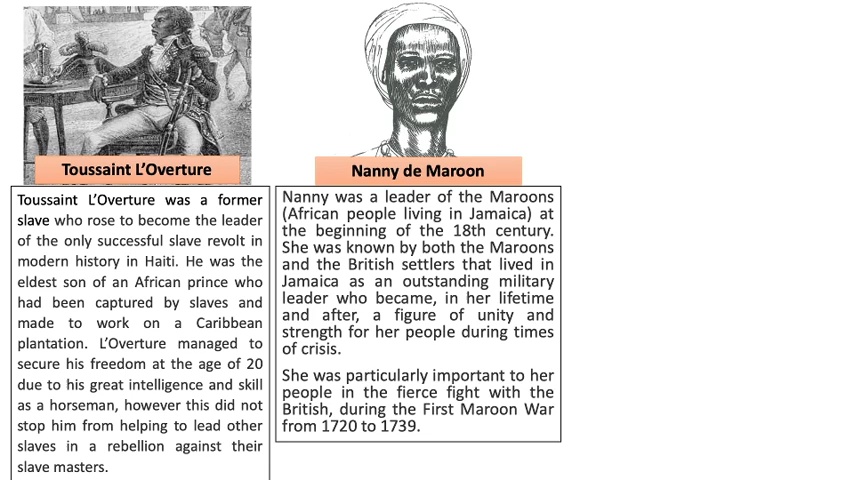 Toussaint L’Overture
Toussaint L’Overture was a former
slave who rose to become the leader
of the only successful slave revolt in
modern history in Haiti. He was the
eldest son of an African prince who
had been captured by slaves and
made to work on a Caribbean
plantation. L’Overture managed to
secure his freedom at the age of 20
due to his great intelligence and skill
as a horseman, however this did not
stop him from helping to lead other
slaves in a rebellion against their
slave masters.
Nanny de Maroon
Nanny was a leader of the Maroons
(African people living in Jamaica) at
the beginning of the 18th century.
She was known by both the Maroons
and the British settlers that lived in
Jamaica as an outstanding military
leader who became, in her lifetime
and after, a figure of unity and
strength for her people during times
of crisis.
She was particularly important to her
people in the fierce fight with the
British, during the First Maroon War
from 1720 to 1739.